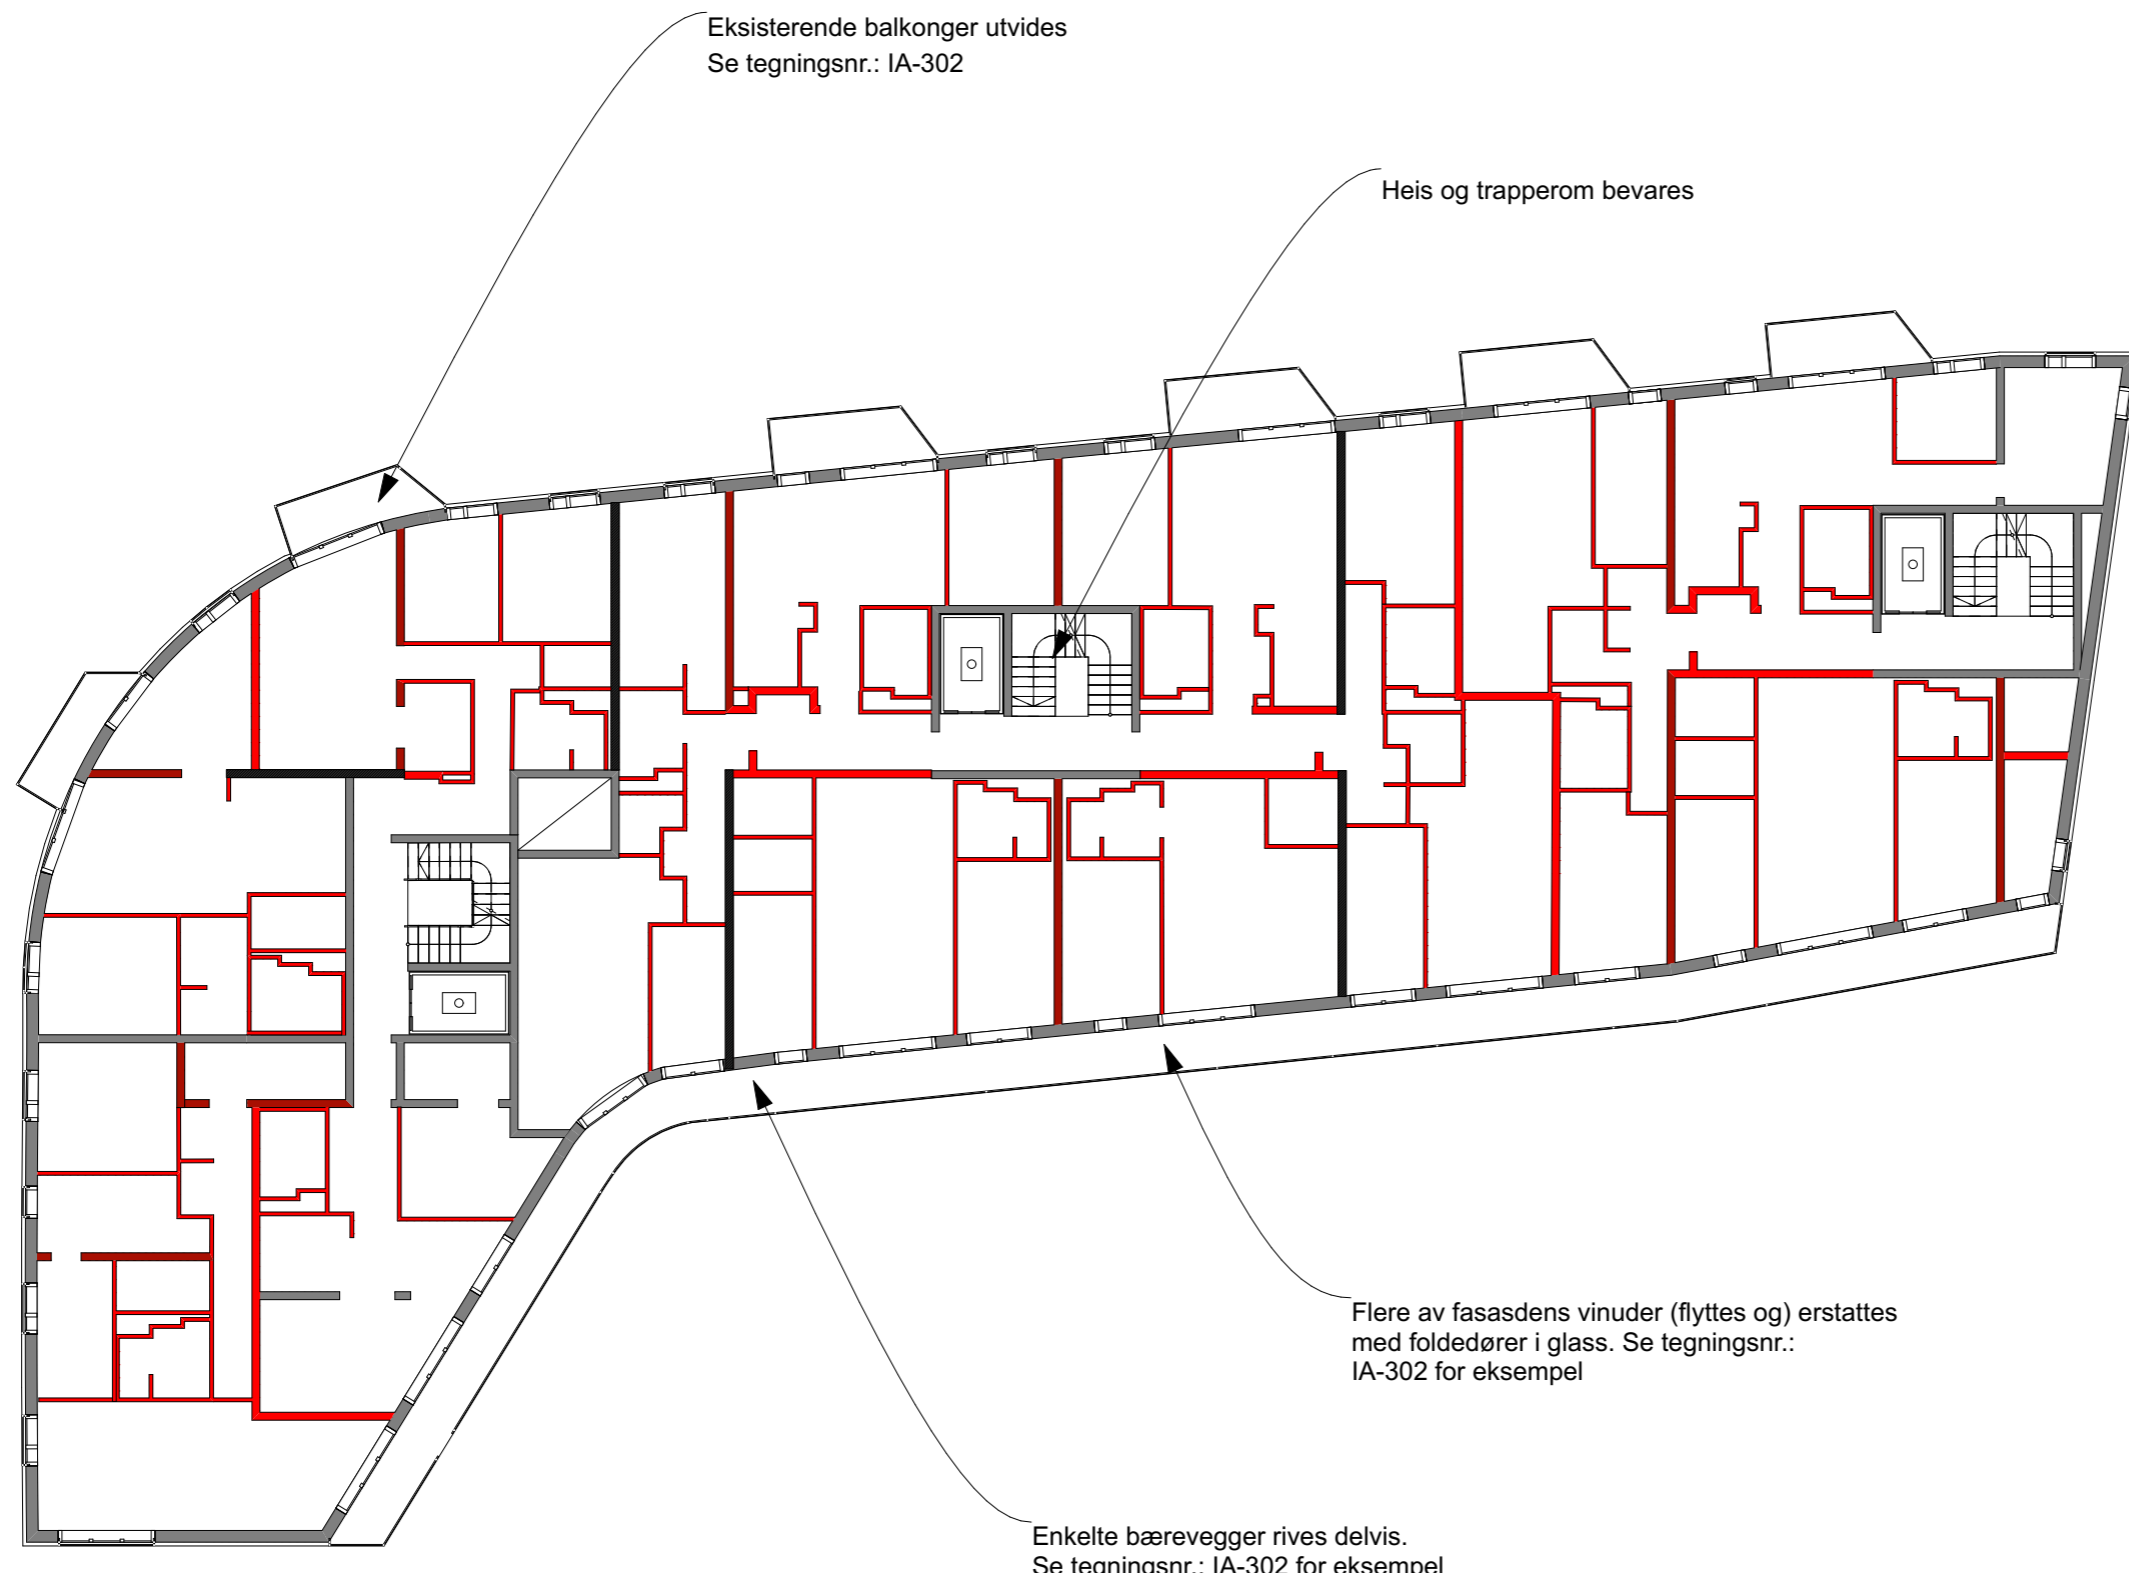 Eksisterende balkonger utvides
Se tegningsnr.: IA-302
Heis og trapperom bevares
Flere av fasasdens vinuder (flyttes og) erstattes
med foldedører i glass. Se tegningsnr.:
IA-302 for eksempel
Enkelte bærevegger rives delvis.
Se tegningsnr.: IA-302 for eksempel